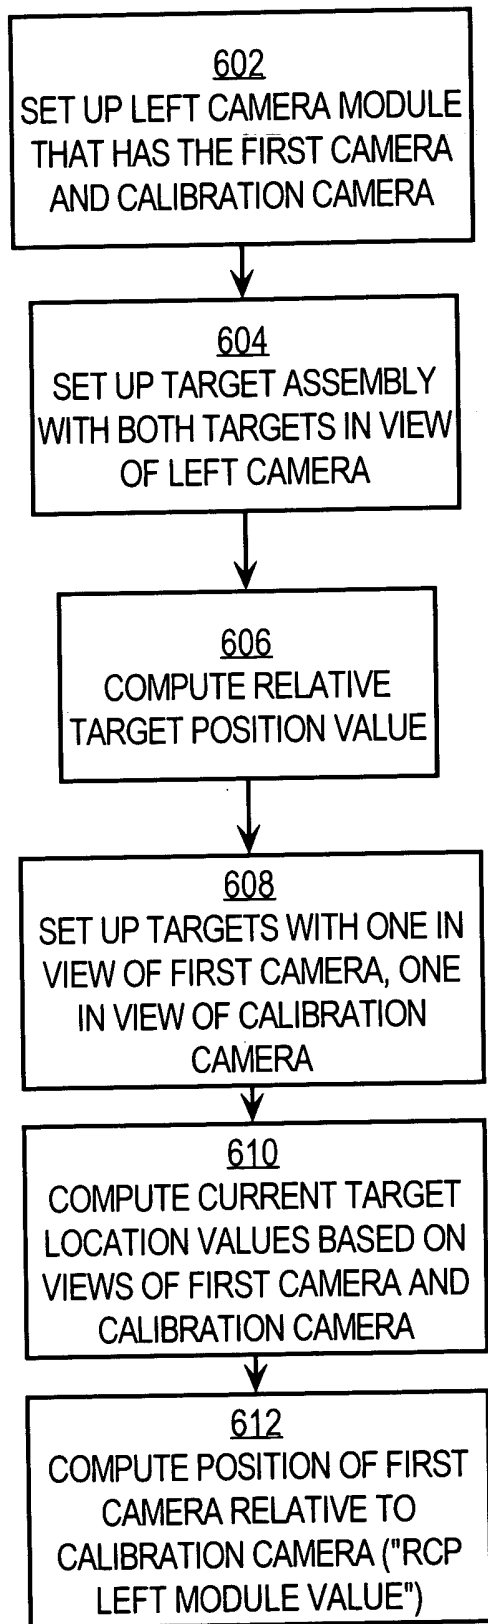 602
SET UP LEFT CAMERA MODULE
THAT HAS THE FIRST CAMERA
AND CALIBRATION CAMERA
604
SET UP TARGET ASSEMBLY
WITH BOTH TARGETS IN VIEW
OF LEFT CAMERA
606
COMPUTE RELATIVE
TARGET POSITION VALUE
608
SET UP TARGETS WITH ONE IN
VIEW OF FIRST CAMERA, ONE
IN VIEW OF CALIBRATION
CAMERA
610
COMPUTE CURRENT TARGET
LOCATION VALUES BASED ON
VIEWS OF FIRST CAMERA AND
CALIBRATION CAMERA
612
COMPUTE POSITION OF FIRST
CAMERA RELATIVE TO
CALIBRATION CAMERA ("RCP
LEFT MODULE VALUE")